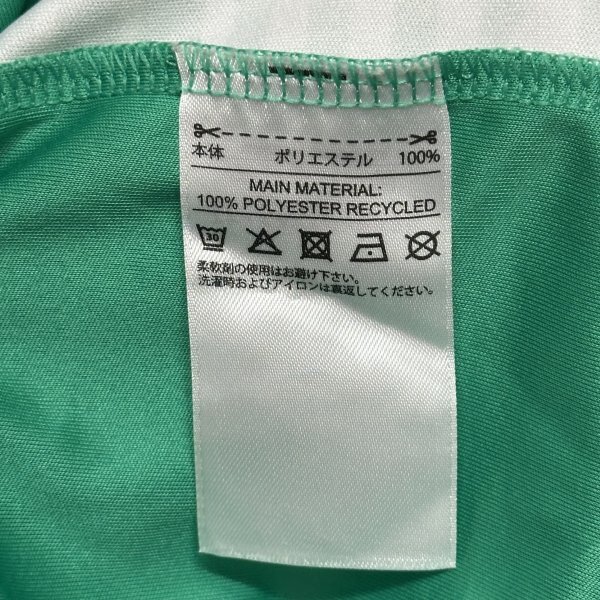 本体 ポリエステル 100%
MAIN MATERIAL:
100% POLYESTER RECYCLED
30
柔軟剤の使用はお避け下さい。
洗濯時およびアイロンは裏返してください。